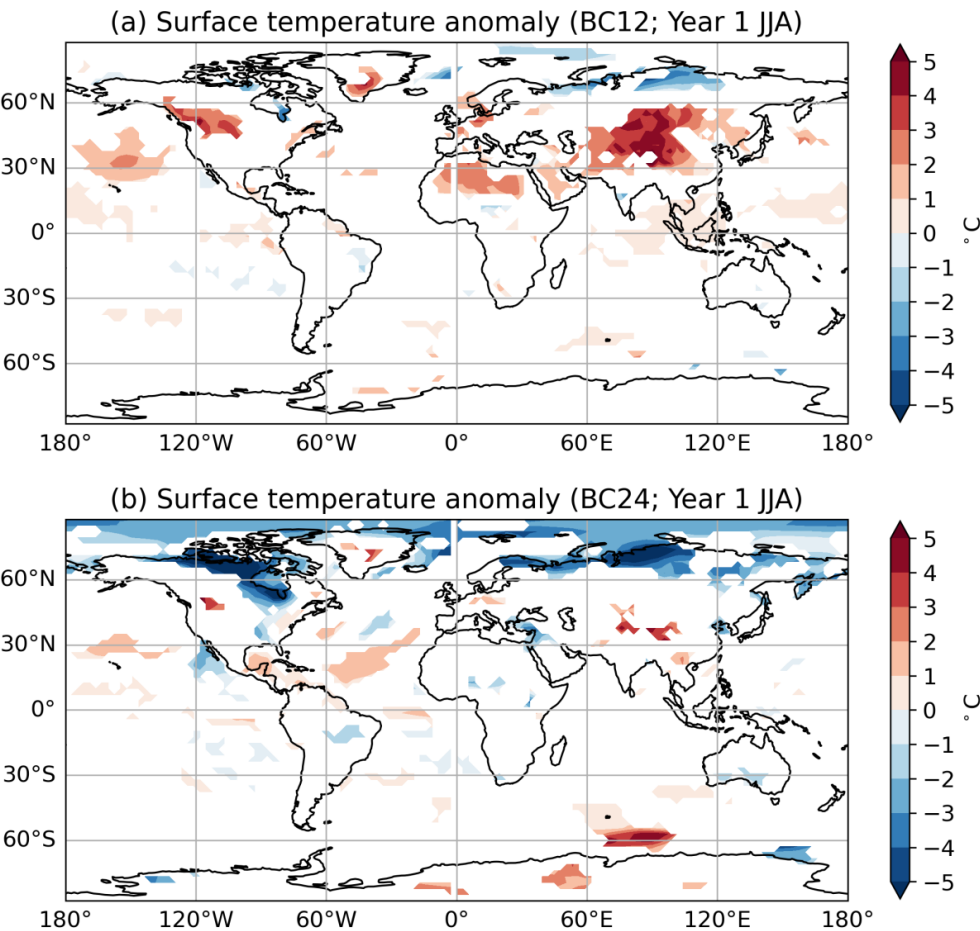 (a) Surface temperature anomaly (BC12; Year 1 JJA)
60°N
30°N
0°
30°S
60°S
180° 120°W 60°W 0° 60°E 120°E 180°
5
4
3
2
1
0
−1
−2
−3
−4
−5
°C
(b) Surface temperature anomaly (BC24; Year 1 JJA)
60°N
30°N
0°
30°S
60°S
180° 120°W 60°W 0° 60°E 120°E 180°
5
4
3
2
1
0
−1
−2
−3
−4
−5
°C